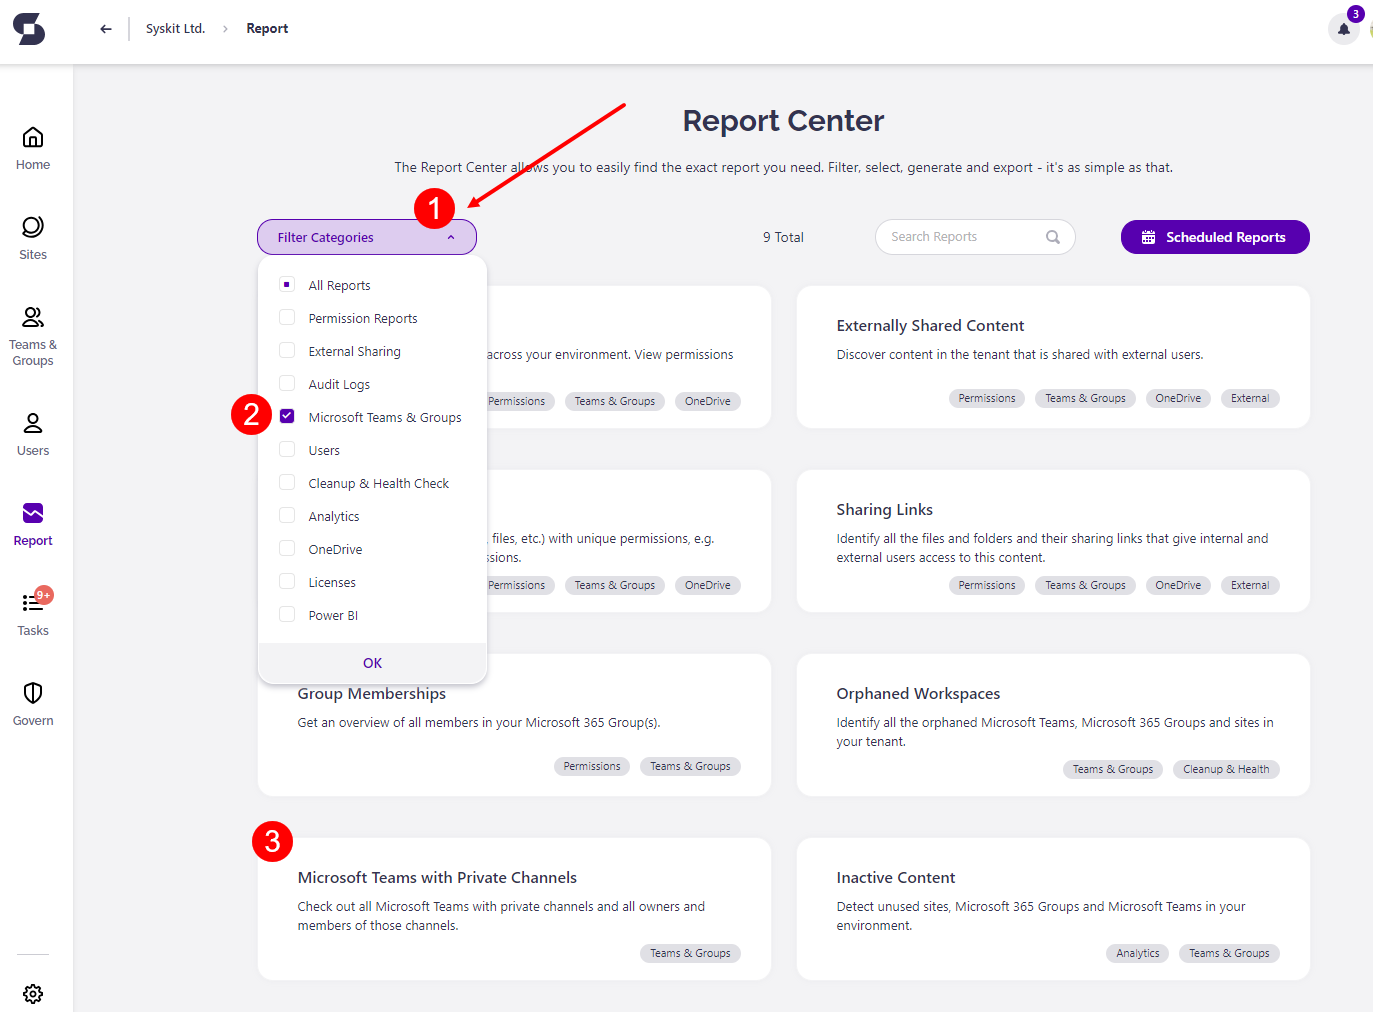 Syskit Ltd. › Report
3
Home
Sites
Teams &
Groups
Users
Report
9+
Tasks
Govern
Report Center
The Report Center allows you to easily find the exact report you need. Filter, select, generate and export - it's as simple as that.
1
Filter Categories
9 Total
Search Reports
Scheduled Reports
All Reports
Permission Reports
External Sharing
Audit Logs
2
Microsoft Teams & Groups
Users
Cleanup & Health Check
Analytics
OneDrive
Licenses
Power BI
OK
across your environment. View permissions
Permissions Teams & Groups OneDrive
Externally Shared Content
Discover content in the tenant that is shared with external users.
Permissions Teams & Groups OneDrive External
, files, etc.) with unique permissions, e.g.
ssions.
Permissions Teams & Groups OneDrive
Sharing Links
Identify all the files and folders and their sharing links that give internal and
external users access to this content.
Permissions Teams & Groups OneDrive External
Group Memberships
Get an overview of all members in your Microsoft 365 Group(s).
Permissions Teams & Groups
Orphaned Workspaces
Identify all the orphaned Microsoft Teams, Microsoft 365 Groups and sites in
your tenant.
Teams & Groups Cleanup & Health
3
Microsoft Teams with Private Channels
Check out all Microsoft Teams with private channels and all owners and
members of those channels.
Teams & Groups
Inactive Content
Detect unused sites, Microsoft 365 Groups and Microsoft Teams in your
environment.
Analytics Teams & Groups